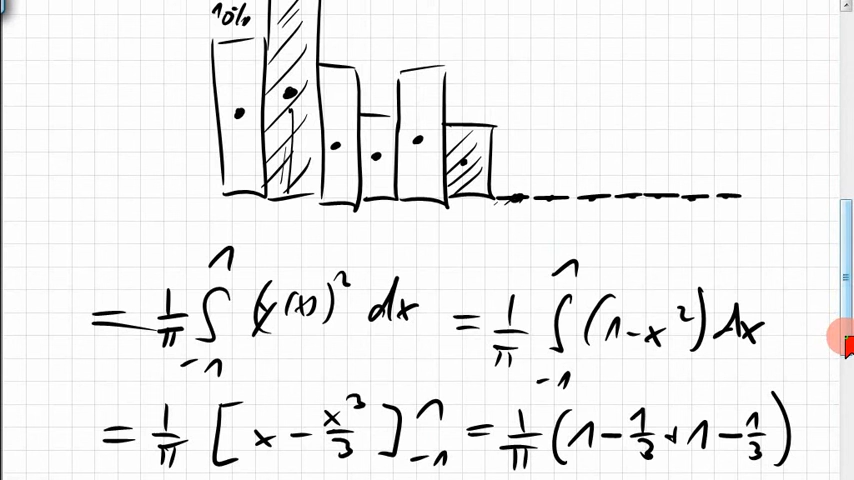 10%
= 1/π ∫_{-1}^{1} (y(x))² dx = 1/π ∫_{-1}^{1} (1-x²) dx
= 1/π [x - x³/3]_{-1}^{1} = 1/π (1 - 1/3 + 1 - 1/3)